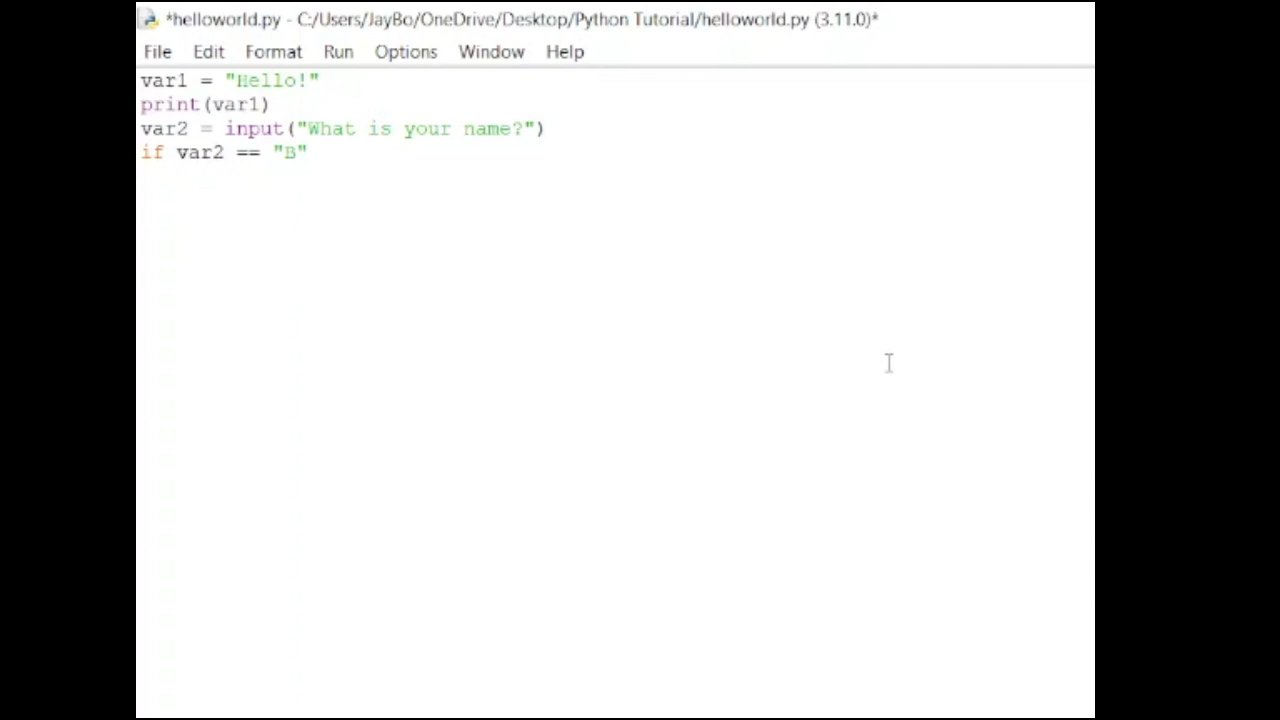 *helloworld.py - C:/Users/JayBo/OneDrive/Desktop/Python Tutorial/helloworld.py (3.11.0)*
File Edit Format Run Options Window Help
var1 = "Hello!"
print(var1)
var2 = input("What is your name?")
if var2 == "B"